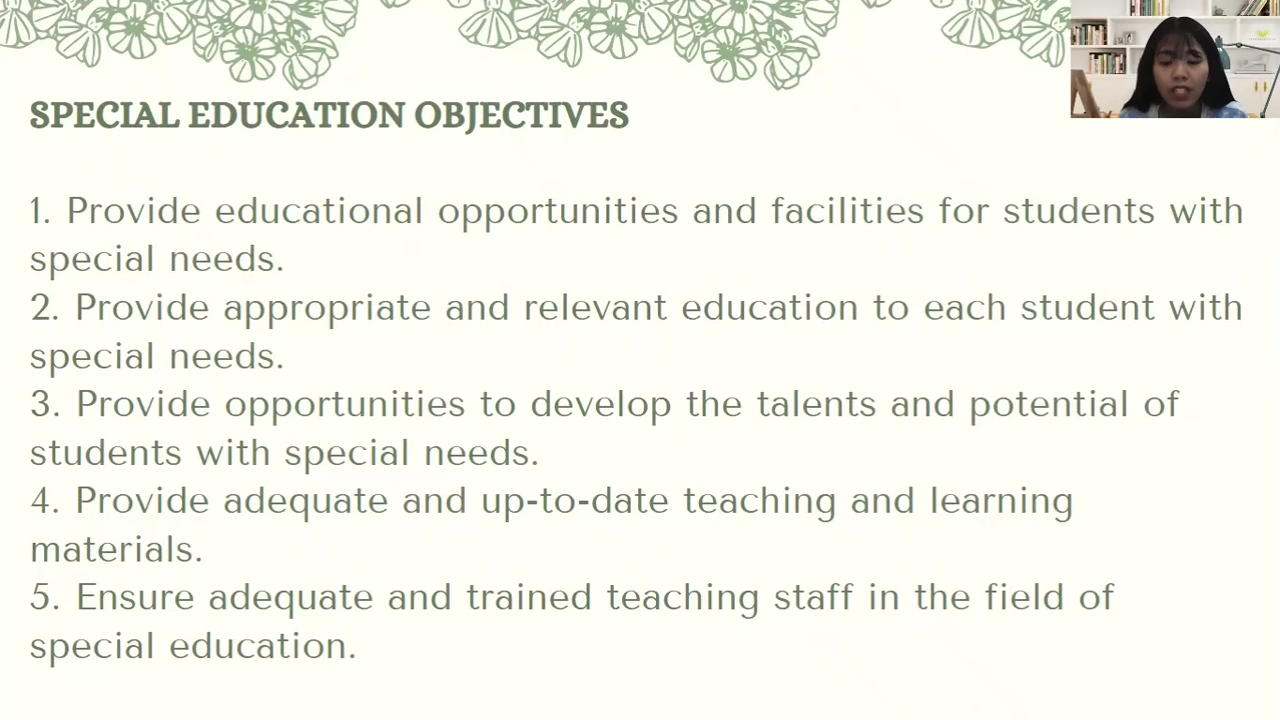 SPECIAL EDUCATION OBJECTIVES
1. Provide educational opportunities and facilities for students with
special needs.
2. Provide appropriate and relevant education to each student with
special needs.
3. Provide opportunities to develop the talents and potential of
students with special needs.
4. Provide adequate and up-to-date teaching and learning
materials.
5. Ensure adequate and trained teaching staff in the field of
special education.